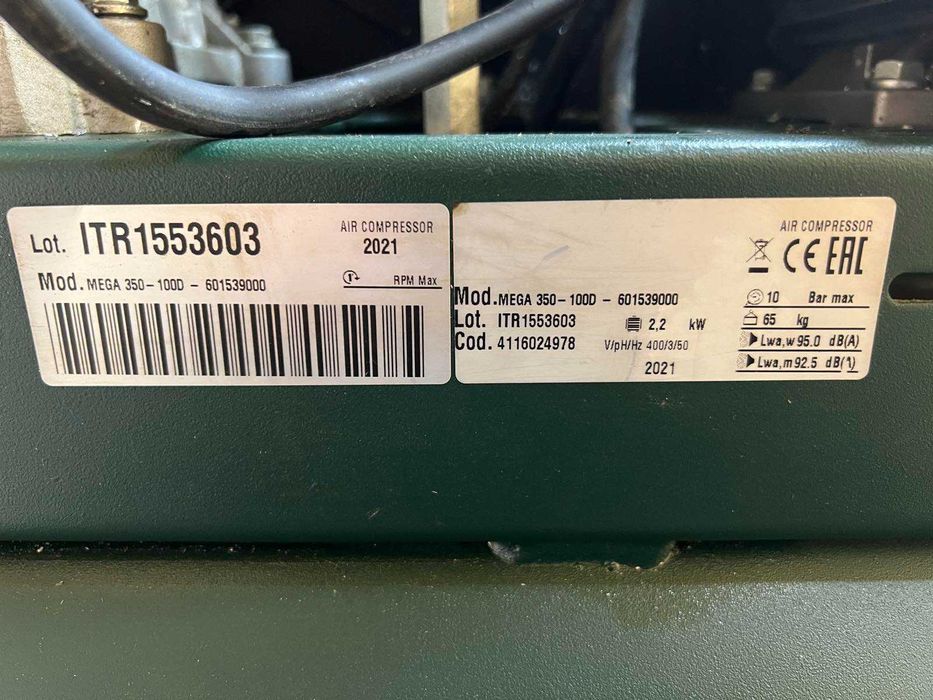 Lot. ITR1553603
AIR COMPRESSOR
2021
Mod. MEGA 350-100D - 601539000
RPM Max
AIR COMPRESSOR
CE EAC
Mod. MEGA 350-100D - 601539000
Lot. ITR1553603
2,2 kW
Cod. 4116024978
V/pH/Hz 400/3/50
2021
10 Bar max
65 kg
Lwa,w 95.0 dB(A)
Lwa,m 92.5 dB(A)